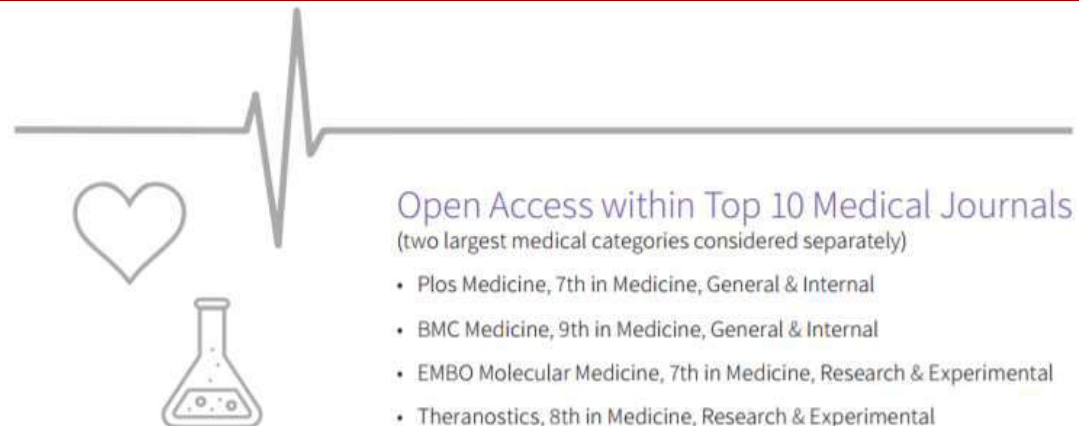 Open Access within Top 10 Medical Journals
(two largest medical categories considered separately)
• Plos Medicine, 7th in Medicine, General & Internal
• BMC Medicine, 9th in Medicine, General & Internal
• EMBO Molecular Medicine, 7th in Medicine, Research & Experimental
• Theranostics, 8th in Medicine, Research & Experimental